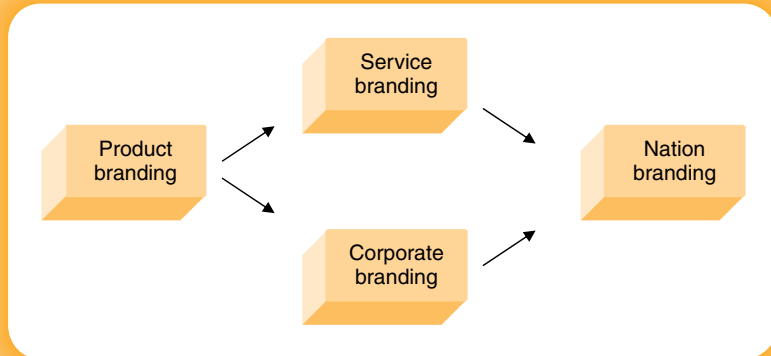 Product
branding
Service
branding
Corporate
branding
Nation
branding